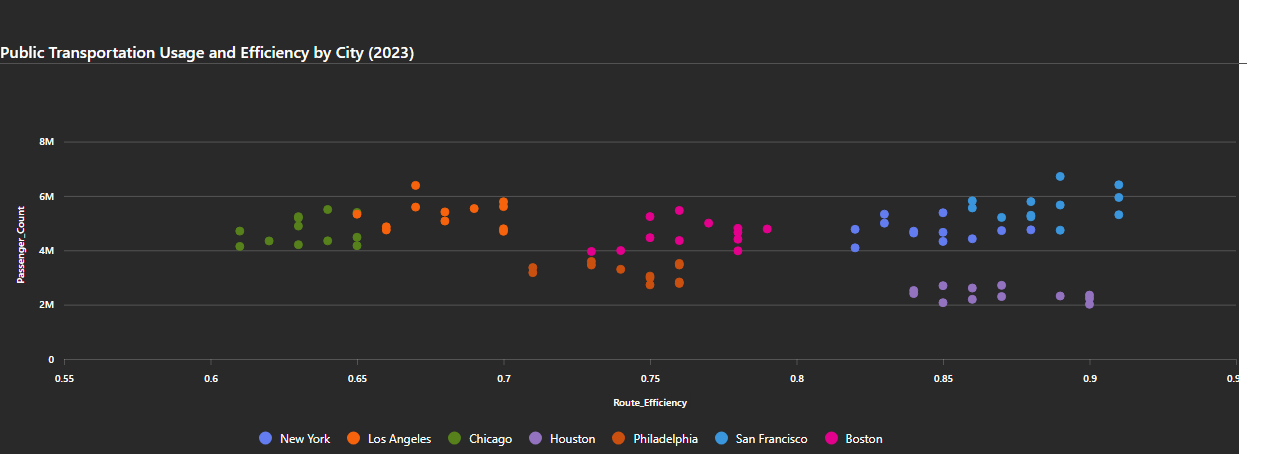 Public Transportation Usage and Efficiency by City (2023)
8M
6M
4M
2M
0
Passenger_Count
0.55 0.6 0.65 0.7 0.75 0.8 0.85 0.9 0.9
Route_Efficiency
New York Los Angeles Chicago Houston Philadelphia San Francisco Boston